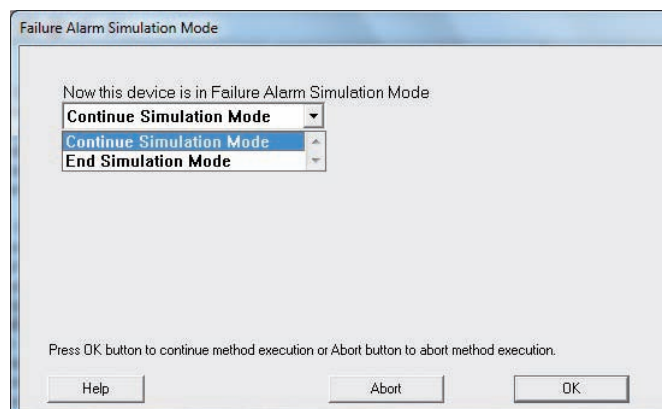 Failure Alarm Simulation Mode
Now this device is in Failure Alarm Simulation Mode
Continue Simulation Mode
Continue Simulation Mode
End Simulation Mode
Press OK button to continue method execution or Abort button to abort method execution.
Help Abort OK